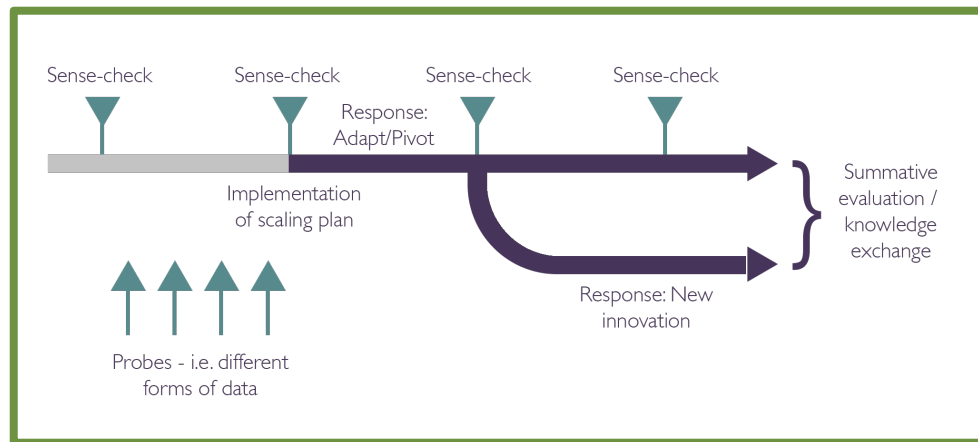 Sense-check
Sense-check
Sense-check
Sense-check
Response:
Adapt/Pivot
Implementation
of scaling plan
Summative
evaluation /
knowledge
exchange
Response: New
innovation
Probes - i.e. different
forms of data